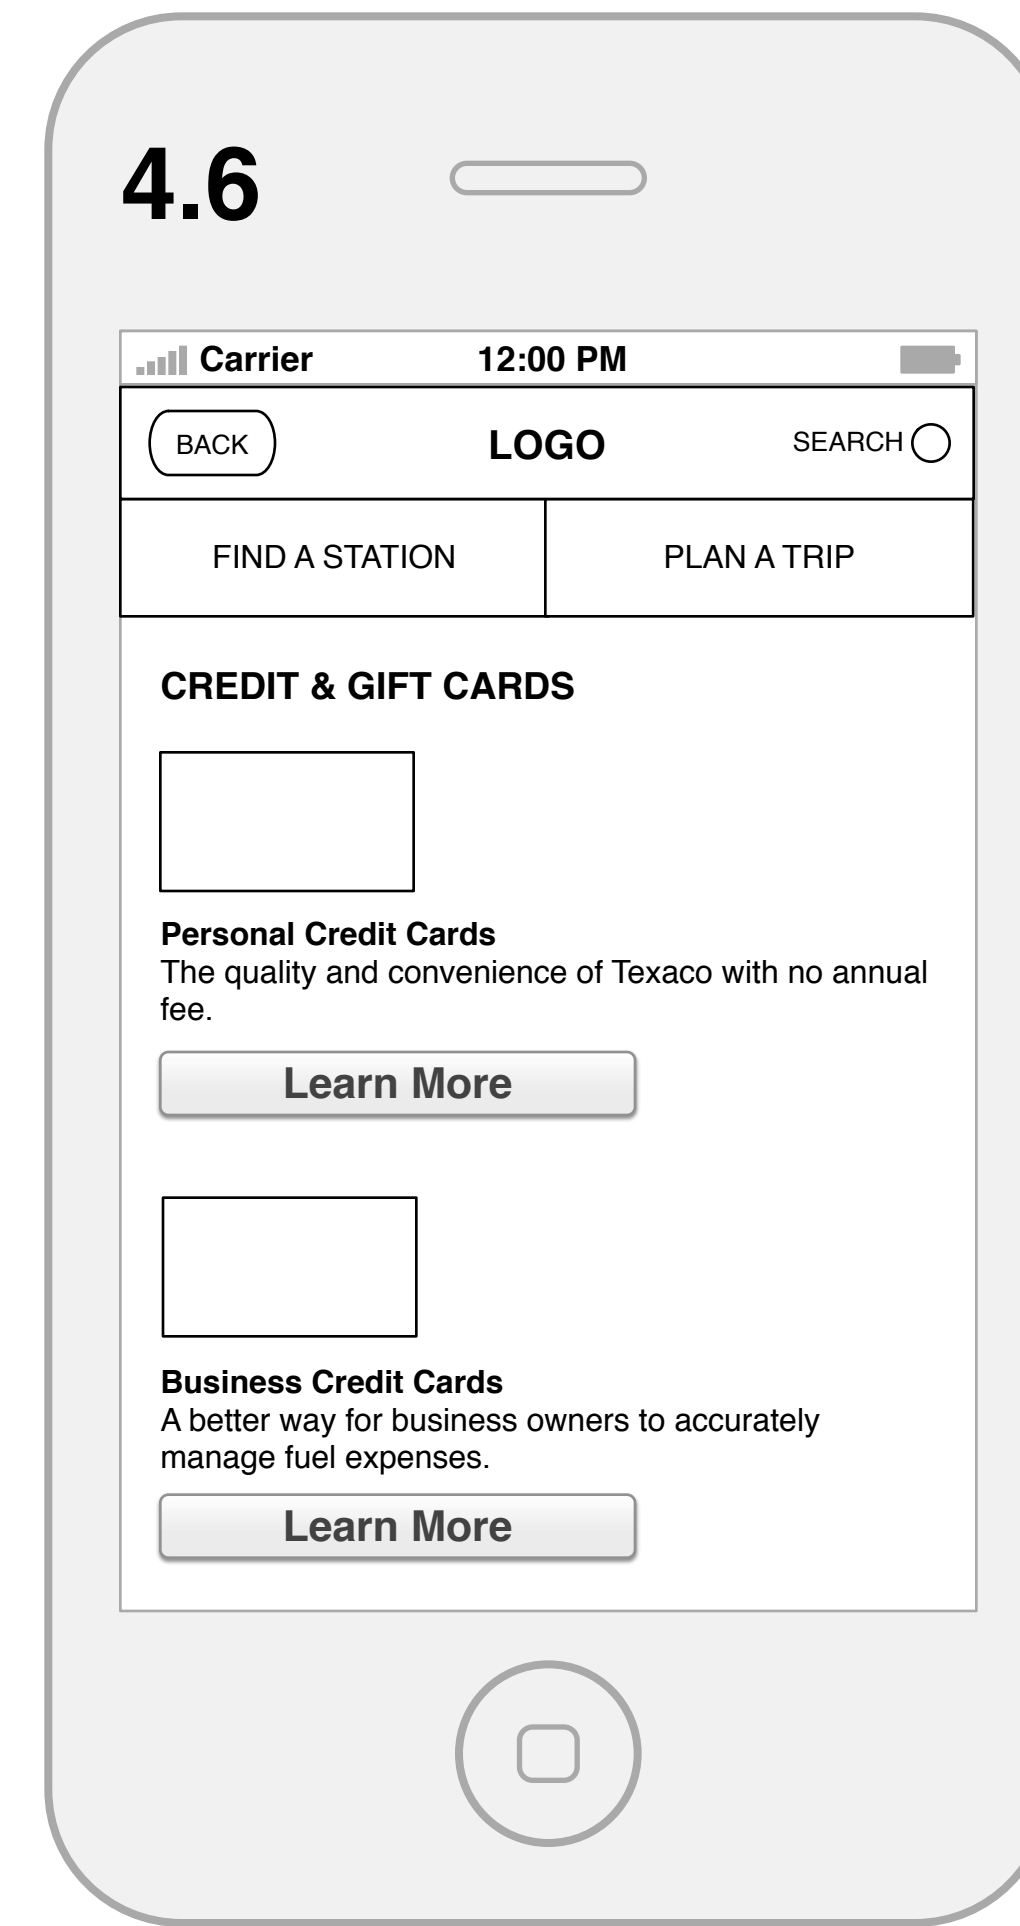 4.6
Carrier 12:00 PM
BACK LOGO SEARCH
FIND A STATION PLAN A TRIP
CREDIT & GIFT CARDS
Personal Credit Cards
The quality and convenience of Texaco with no annual
fee.
Learn More
Business Credit Cards
A better way for business owners to accurately
manage fuel expenses.
Learn More